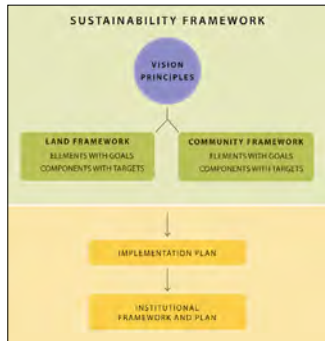 SUSTAINABILITY FRAMEWORK
VISION
PRINCIPLES
LAND FRAMEWORK
ELEMENTS WITH GOALS
COMPONENTS WITH TARGETS
COMMUNITY FRAMEWORK
ELEMENTS WITH GOALS
COMPONENTS WITH TARGETS
IMPLEMENTATION PLAN
INSTITUTIONAL
FRAMEWORK AND PLAN